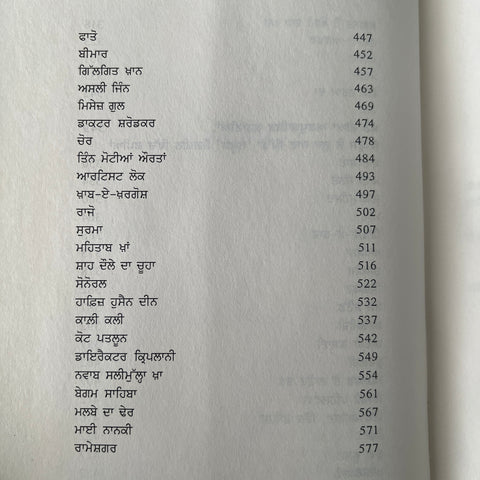 ਫਾਤੋ 447
ਬੀਮਾਰ 452
ਗਿੱਲਗਿਤ ਖ਼ਾਨ 457
ਅਸਲੀ ਜਿੰਨ 463
ਮਿਸੇਜ਼ ਗੁਲ 469
ਡਾਕਟਰ ਸ਼ਰੋਡਕਰ 474
ਚੋਰ 478
ਤਿੰਨ ਮੋਟੀਆਂ ਔਰਤਾਂ 484
ਆਰਟਿਸਟ ਲੋਕ 493
ਖ਼ਾਬ-ਏ-ਖ਼ਰਗੋਸ਼ 497
ਰਾਜੋ 502
ਸੁਰਮਾ 507
ਮਹਿਤਾਬ ਖ਼ਾਂ 511
ਸ਼ਾਹ ਦੌਲੇ ਦਾ ਚੂਹਾ 516
ਸੋਨੋਰਲ 522
ਹਾਫ਼ਿਜ਼ ਹੁਸੈਨ ਦੀਨ 532
ਕਾਲੀ ਕਲੀ 537
ਕੋਟ ਪਤਲੂਨ 542
ਡਾਇਰੈਕਟਰ ਕ੍ਰਿਪਲਾਨੀ 549
ਨਵਾਬ ਸਲੀਮੁੱਲਾ ਖ਼ਾ 554
ਬੇਗਮ ਸਾਹਿਬਾ 561
ਮਲਬੇ ਦਾ ਢੇਰ 567
ਮਾਈ ਨਾਨਕੀ 571
ਰਾਮੇਸ਼ਗਰ 577